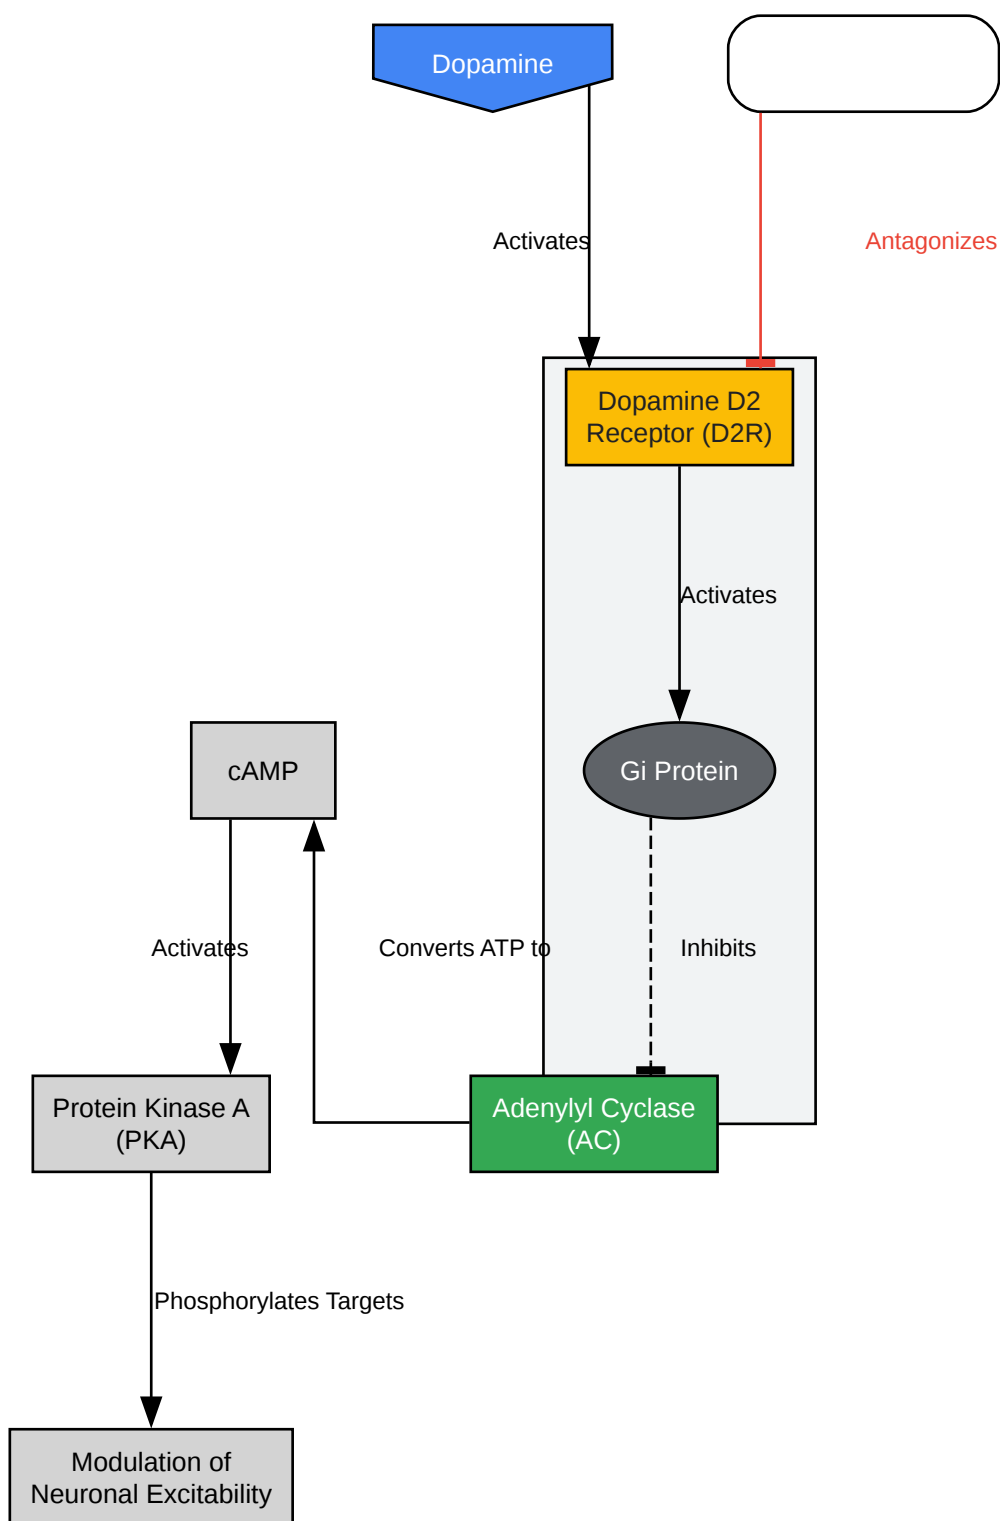 Dopamine
Activates
Antagonizes
Dopamine D2
Receptor (D2R)
Activates
cAMP
Gi Protein
Activates
Converts ATP to
Inhibits
Protein Kinase A
(PKA)
Adenylyl Cyclase
(AC)
Phosphorylates Targets
Modulation of
Neuronal Excitability